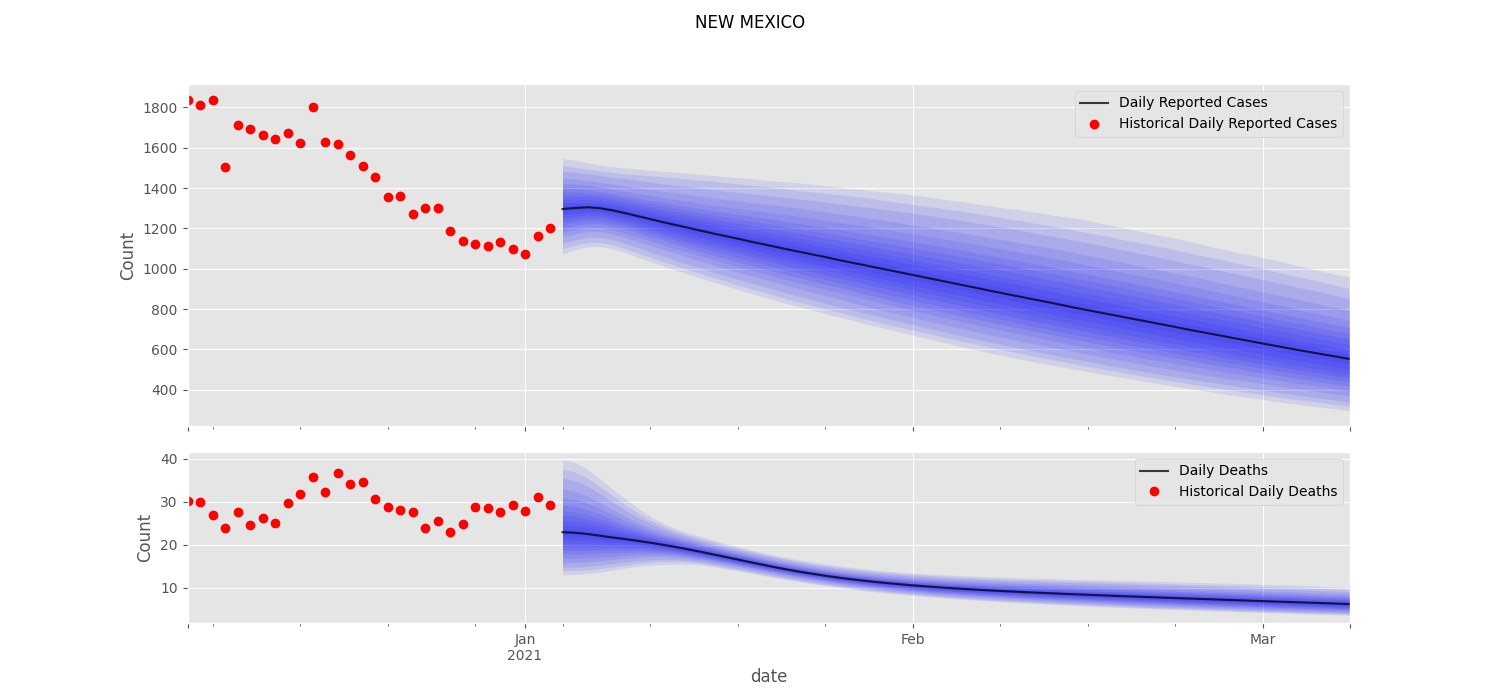 NEW MEXICO
1800
1600
1400
1200
1000
800
600
400
Count
Daily Reported Cases
Historical Daily Reported Cases
40
30
20
10
Count
Daily Deaths
Historical Daily Deaths
Jan
2021
Feb
Mar
date